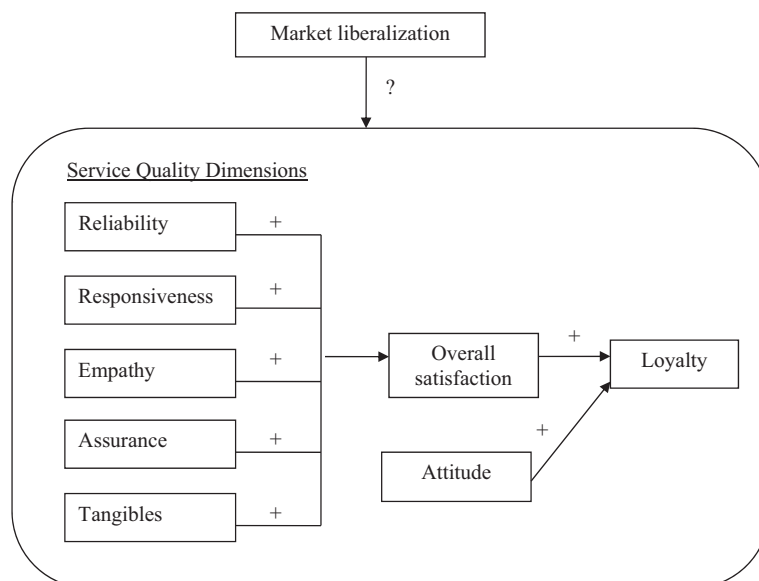 Market liberalization
?
Service Quality Dimensions
Reliability
+
Responsiveness
+
Empathy
+
Assurance
+
Tangibles
+
Overall
satisfaction
+
Loyalty
Attitude
+